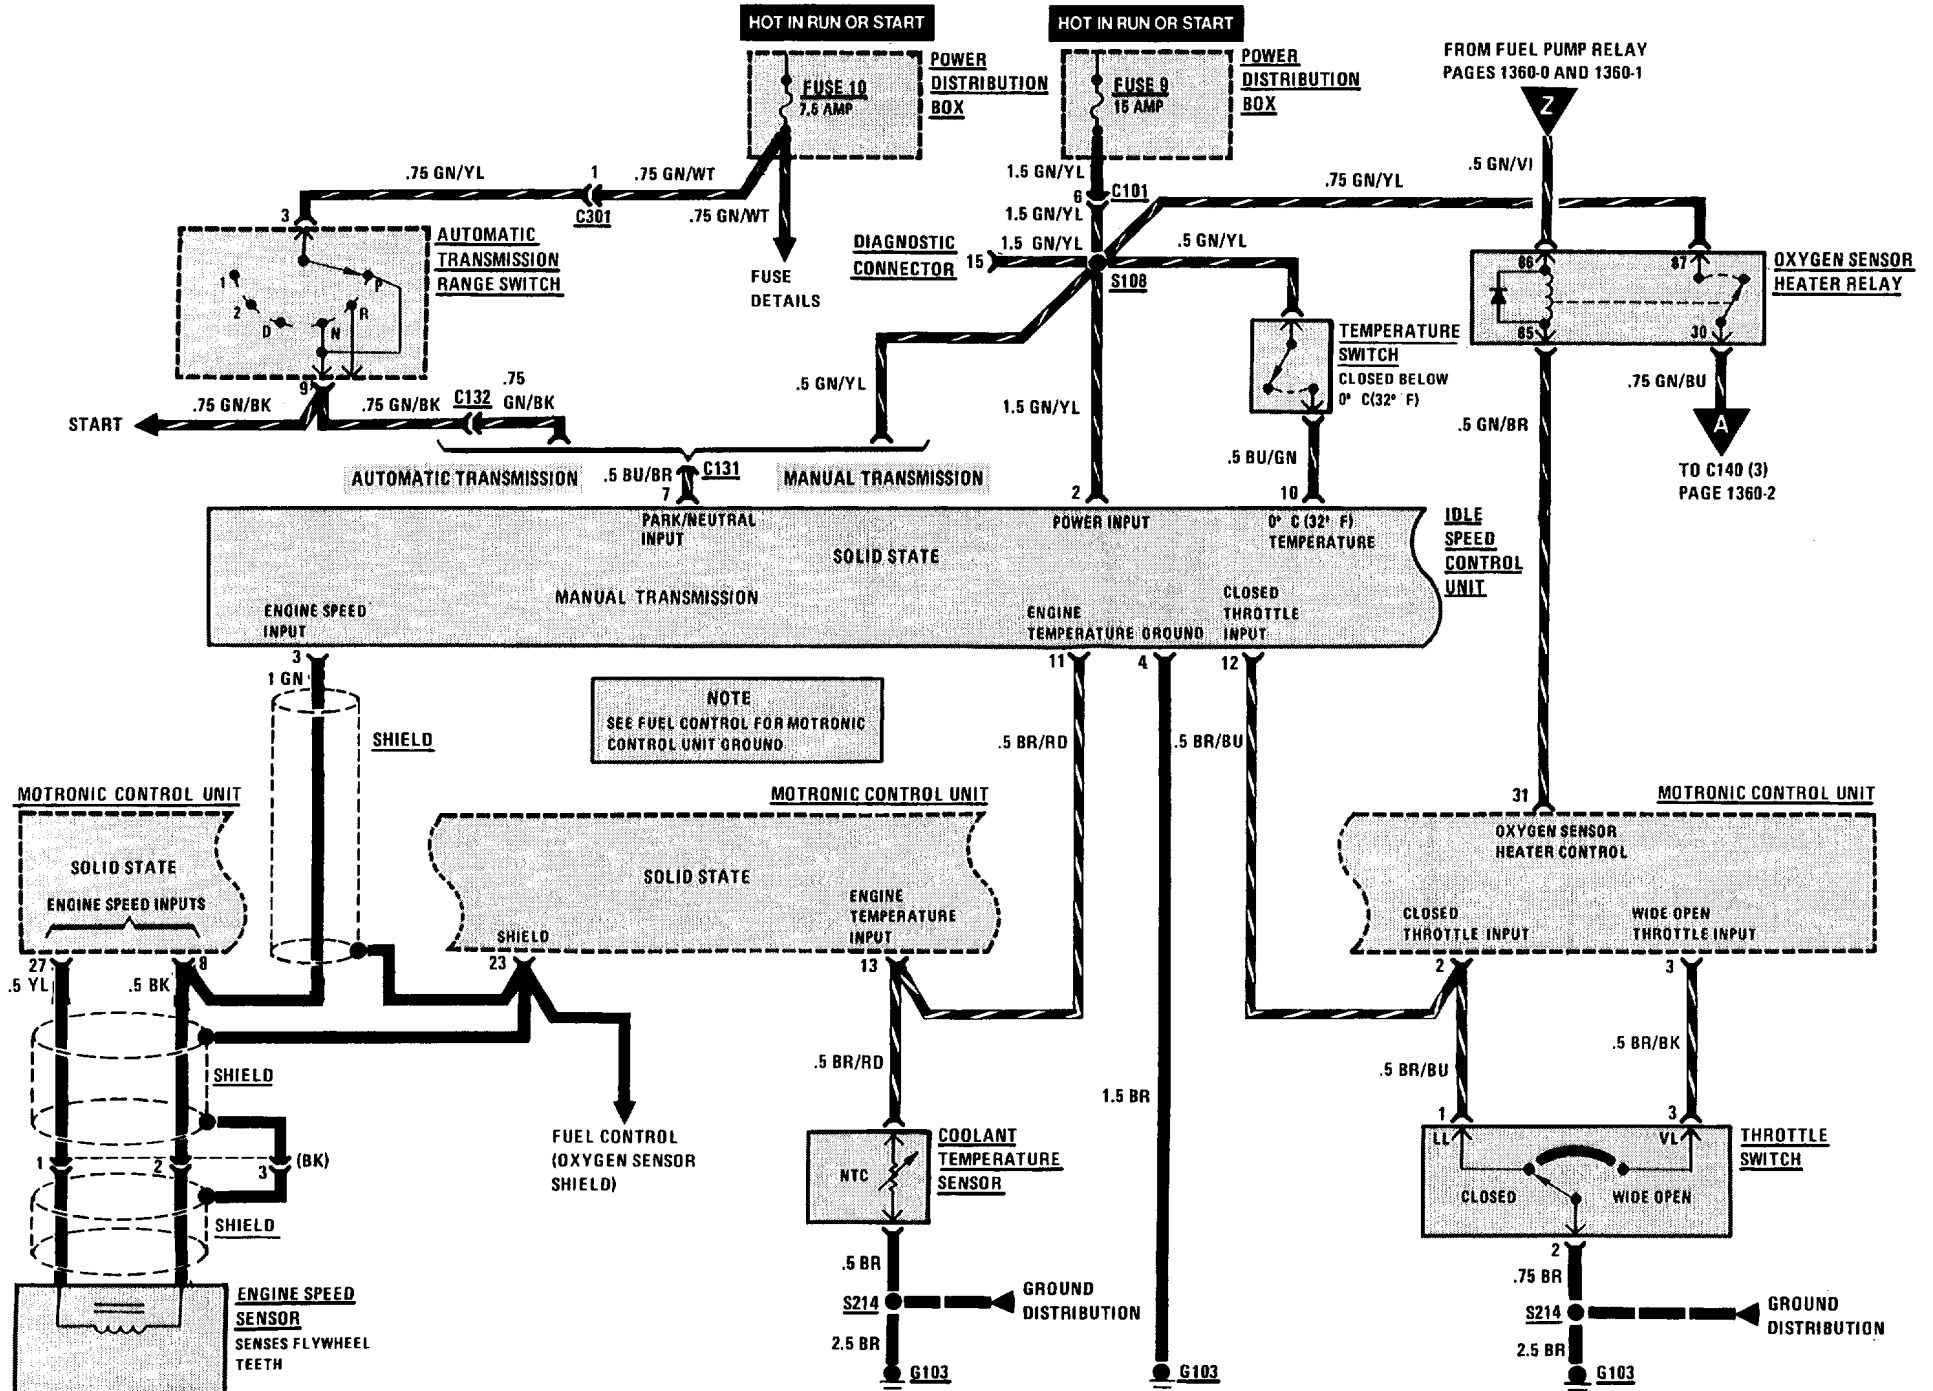 HOT IN RUN OR START
HOT IN RUN OR START
FUSE 10
7.5 AMP
POWER
DISTRIBUTION
BOX
FUSE 9
15 AMP
POWER
DISTRIBUTION
BOX
FROM FUEL PUMP RELAY
PAGES 1360-0 AND 1360-1
Z
.5 GN/VI
.75 GN/YL
1
.75 GN/WT
C301
.75 GN/WT
FUSE
DETAILS
1.5 GN/YL
6
C101
1.5 GN/YL
.75 GN/YL
DIAGNOSTIC
CONNECTOR
15
1.5 GN/YL
S108
.5 GN/YL
3
AUTOMATIC
TRANSMISSION
RANGE SWITCH
1
2
D
N
R
P
9
86
87
85
30
OXYGEN SENSOR
HEATER RELAY
TEMPERATURE
SWITCH
CLOSED BELOW
0° C(32° F)
.5 GN/YL
1.5 GN/YL
.75 GN/BU
A
TO C140 (3)
PAGE 1360-2
.5 GN/BR
START
.75 GN/BK
.75 GN/BK
C132
.75
GN/BK
AUTOMATIC TRANSMISSION
.5 BU/BR
C131
7
MANUAL TRANSMISSION
2
.5 BU/GN
10
PARK/NEUTRAL
INPUT
POWER INPUT
0° C (32° F)
TEMPERATURE
SOLID STATE
MANUAL TRANSMISSION
ENGINE SPEED
INPUT
ENGINE
TEMPERATURE
GROUND
CLOSED
THROTTLE
INPUT
IDLE
SPEED
CONTROL
UNIT
3
1 GN
11
4
12
SHIELD
NOTE
SEE FUEL CONTROL FOR MOTRONIC
CONTROL UNIT GROUND
.5 BR/RD
.5 BR/BU
MOTRONIC CONTROL UNIT
SOLID STATE
ENGINE SPEED INPUTS
27
8
.5 YL
.5 BK
MOTRONIC CONTROL UNIT
SOLID STATE
SHIELD
23
ENGINE
TEMPERATURE
INPUT
13
31
MOTRONIC CONTROL UNIT
OXYGEN SENSOR
HEATER CONTROL
CLOSED
THROTTLE INPUT
WIDE OPEN
THROTTLE INPUT
2
3
SHIELD
1
2
3
(BK)
SHIELD
ENGINE SPEED
SENSOR
SENSES FLYWHEEL
TEETH
FUEL CONTROL
(OXYGEN SENSOR
SHIELD)
.5 BR/RD
NTC
COOLANT
TEMPERATURE
SENSOR
.5 BR
S214
GROUND
DISTRIBUTION
2.5 BR
G103
1.5 BR
G103
.5 BR/BU
.5 BR/BK
1
3
LL
VL
CLOSED
WIDE OPEN
THROTTLE
SWITCH
2
.75 BR
S214
GROUND
DISTRIBUTION
2.5 BR
G103